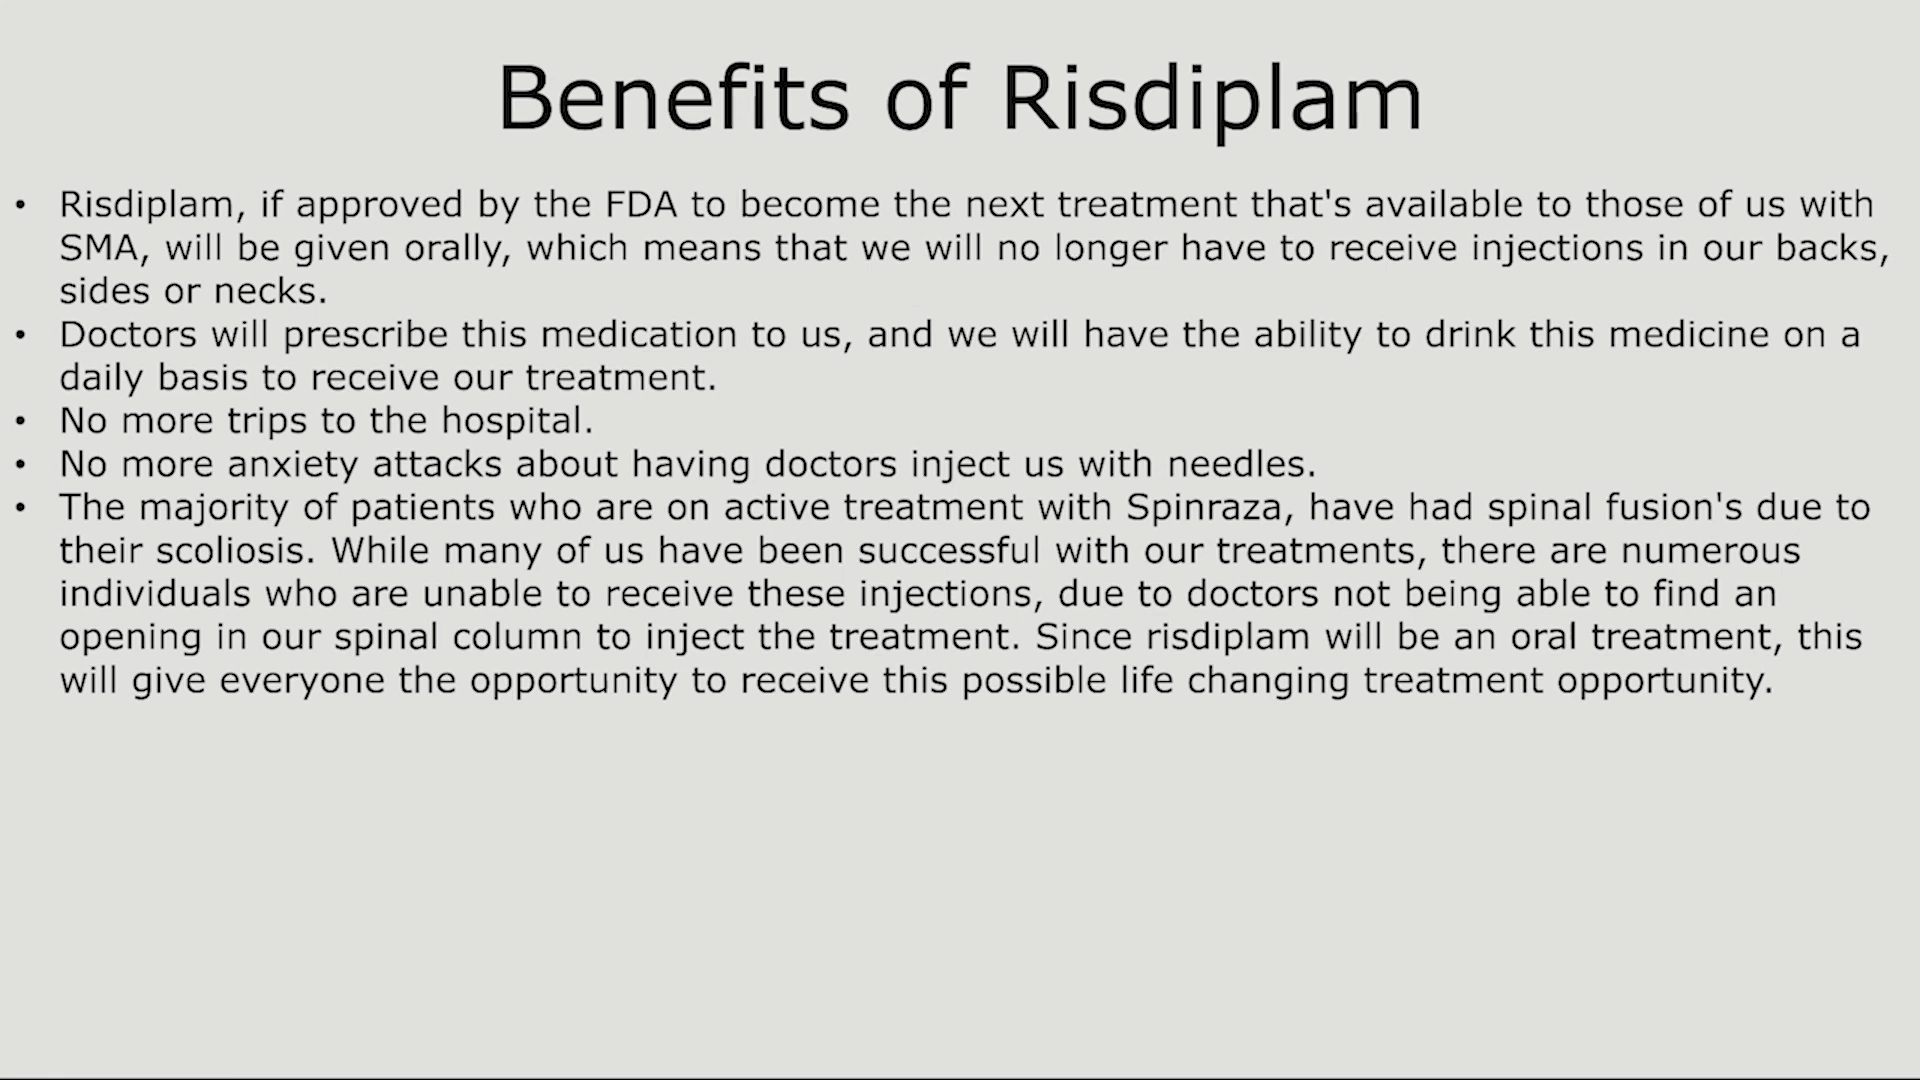 Benefits of Risdiplam
• Risdiplam, if approved by the FDA to become the next treatment that's available to those of us with
SMA, will be given orally, which means that we will no longer have to receive injections in our backs,
sides or necks.
• Doctors will prescribe this medication to us, and we will have the ability to drink this medicine on a
daily basis to receive our treatment.
• No more trips to the hospital.
• No more anxiety attacks about having doctors inject us with needles.
• The majority of patients who are on active treatment with Spinraza, have had spinal fusion's due to
their scoliosis. While many of us have been successful with our treatments, there are numerous
individuals who are unable to receive these injections, due to doctors not being able to find an
opening in our spinal column to inject the treatment. Since risdiplam will be an oral treatment, this
will give everyone the opportunity to receive this possible life changing treatment opportunity.